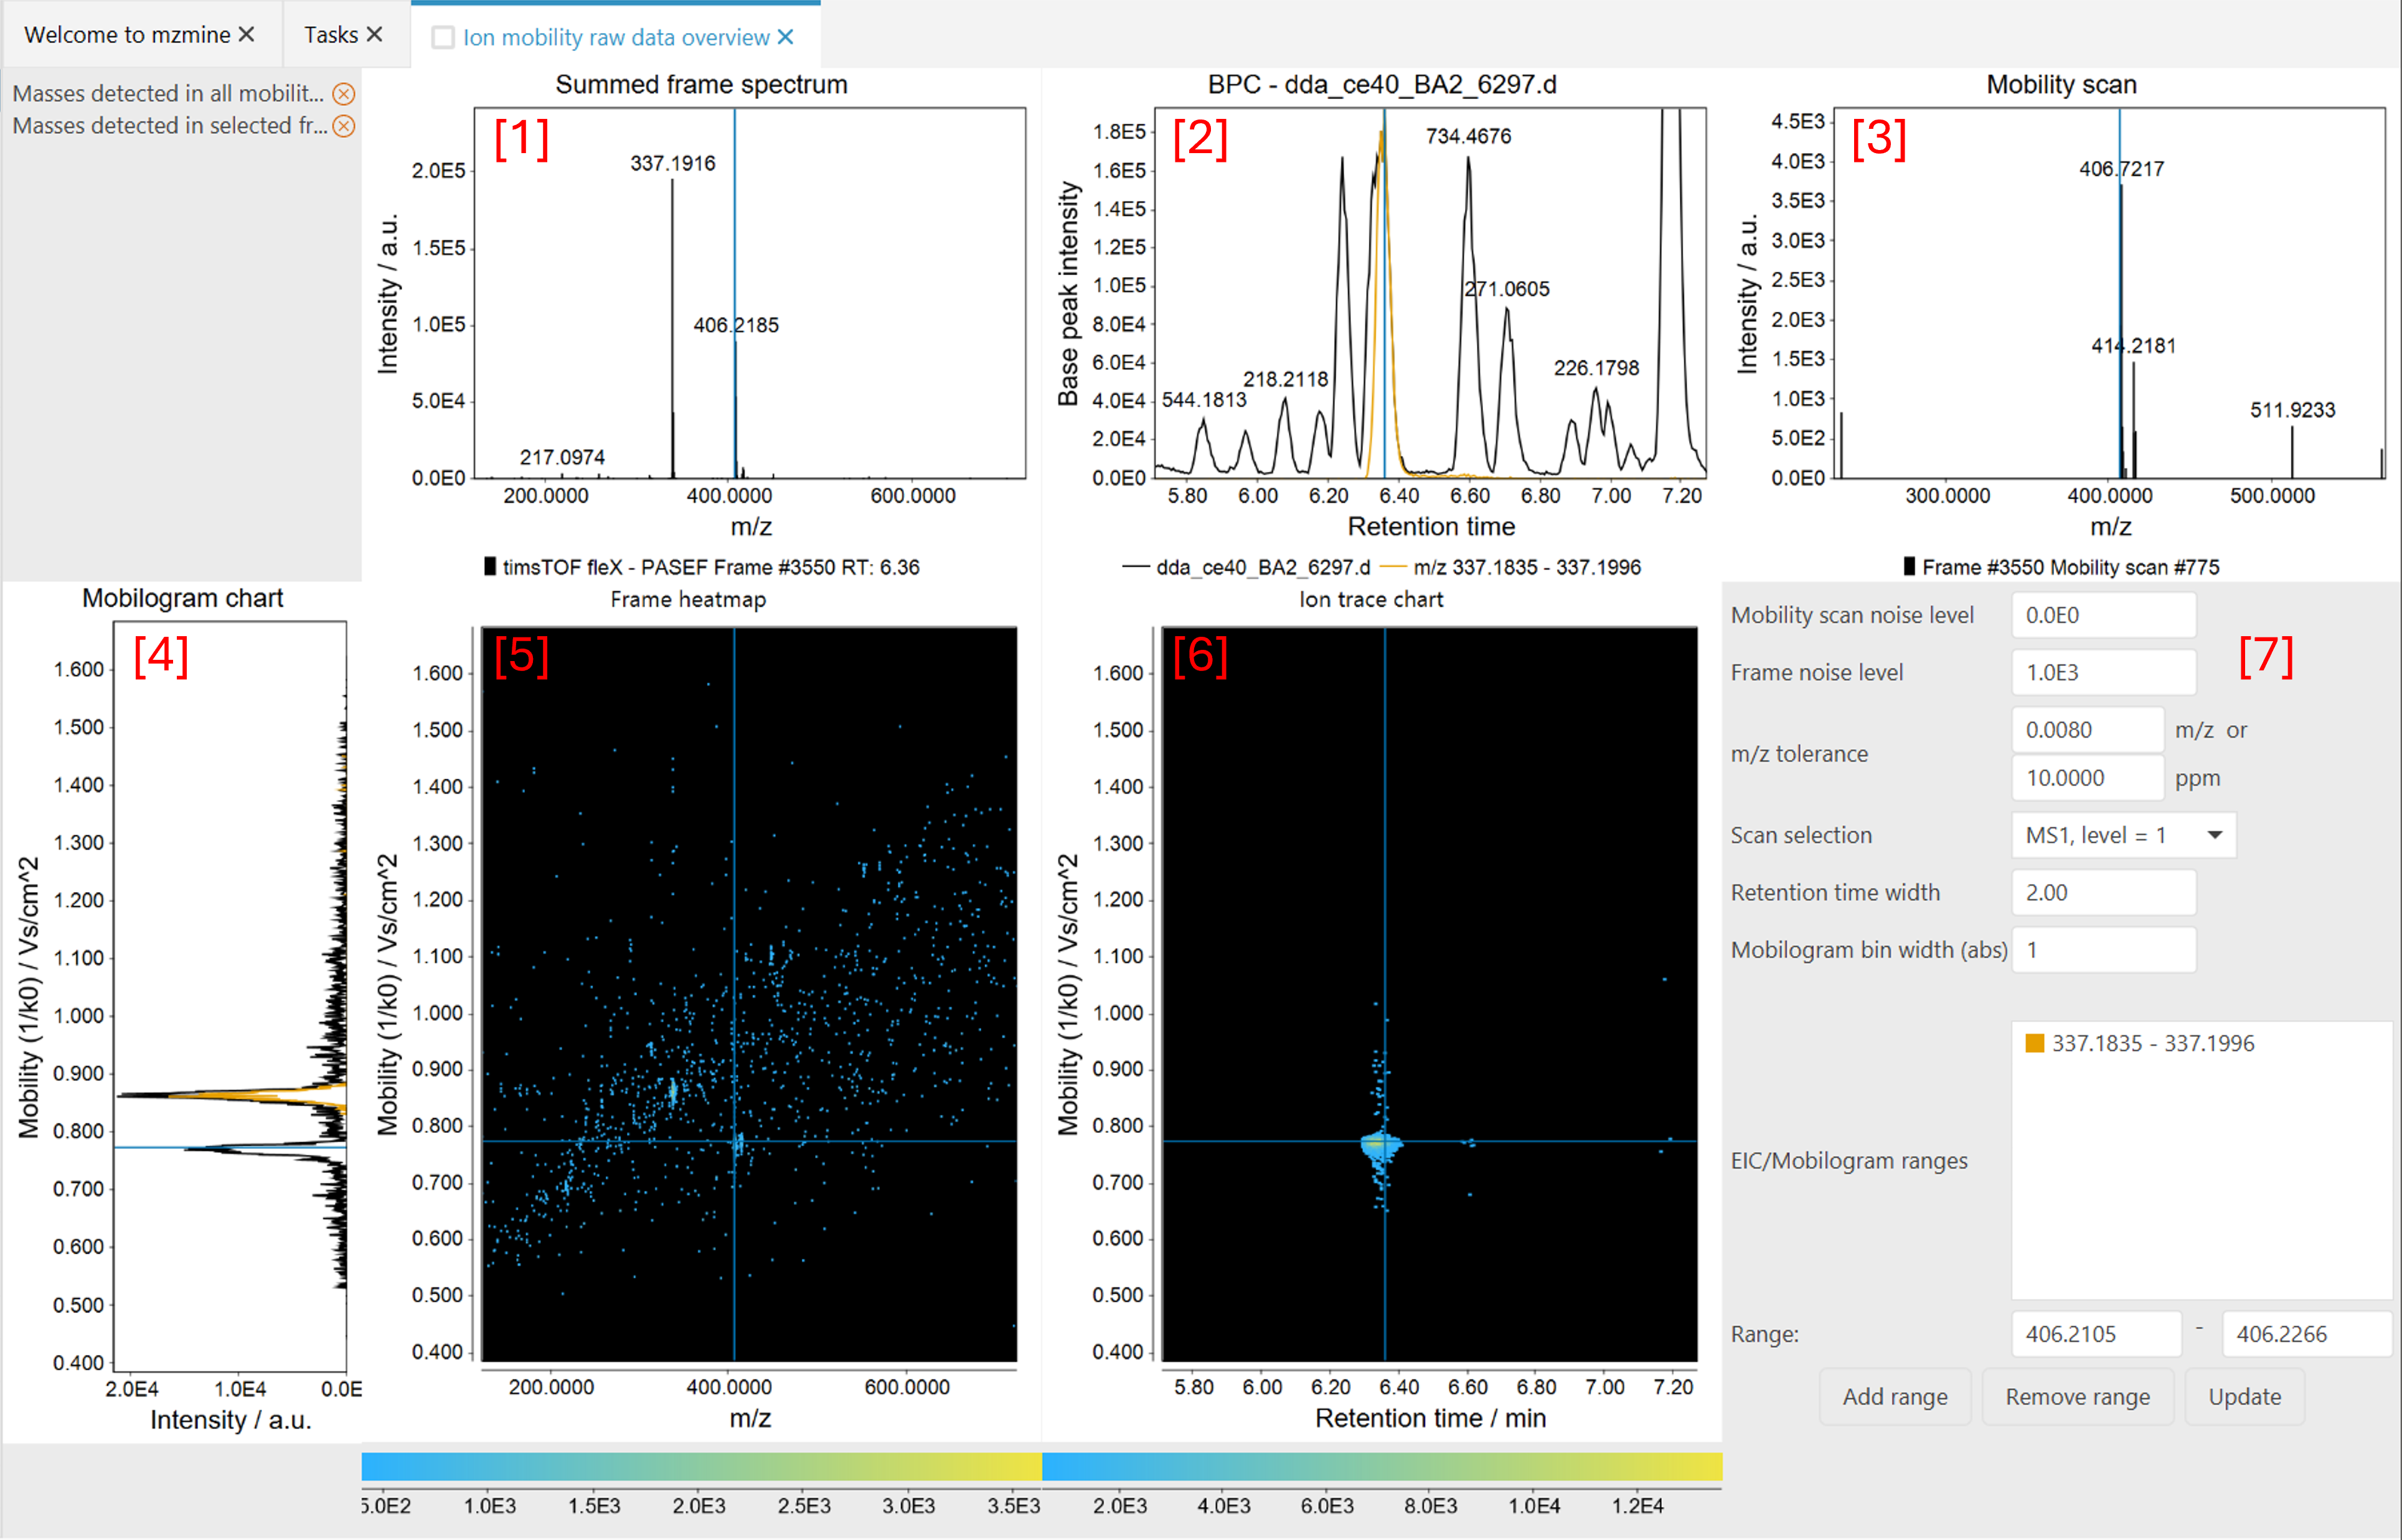 Welcome to mzmine ✕
Tasks ✕
Ion mobility raw data overview ✕
Masses detected in all mobilit...
Masses detected in selected fr...
Summed frame spectrum
[1]
Intensity / a.u.
2.0E5
1.5E5
1.0E5
5.0E4
0.0E0
337.1916
406.2185
217.0974
200.0000 400.0000 600.0000
m/z
timsTOF fleX - PASEF Frame #3550 RT: 6.36
BPC - dda_ce40_BA2_6297.d
[2]
Base peak intensity
1.8E5
1.6E5
1.4E5
1.2E5
1.0E5
8.0E4
6.0E4
4.0E4
2.0E4
0.0E0
734.4676
271.0605
226.1798
218.2118
544.1813
5.80 6.00 6.20 6.40 6.60 6.80 7.00 7.20
Retention time
dda_ce40_BA2_6297.d m/z 337.1835 - 337.1996
Mobility scan
[3]
Intensity / a.u.
4.5E3
4.0E3
3.5E3
3.0E3
2.5E3
2.0E3
1.5E3
1.0E3
5.0E2
0.0E0
406.7217
414.2181
511.9233
300.0000 400.0000 500.0000
m/z
Frame #3550 Mobility scan #775
Mobilogram chart
[4]
Mobility (1/k0) / Vs/cm^2
1.600
1.500
1.400
1.300
1.200
1.100
1.000
0.900
0.800
0.700
0.600
0.500
0.400
2.0E4 1.0E4 0.0E
Intensity / a.u.
Frame heatmap
[5]
Mobility (1/k0) / Vs/cm^2
1.600
1.500
1.400
1.300
1.200
1.100
1.000
0.900
0.800
0.700
0.600
0.500
0.400
200.0000 400.0000 600.0000
m/z
5.0E2 1.0E3 1.5E3 2.0E3 2.5E3 3.0E3 3.5E3
Ion trace chart
[6]
Mobility (1/k0) / Vs/cm^2
1.600
1.500
1.400
1.300
1.200
1.100
1.000
0.900
0.800
0.700
0.600
0.500
0.400
5.80 6.00 6.20 6.40 6.60 6.80 7.00 7.20
Retention time / min
2.0E3 4.0E3 6.0E3 8.0E3 1.0E4 1.2E4
[7]
Mobility scan noise level 0.0E0
Frame noise level 1.0E3
m/z tolerance
0.0080 m/z or
10.0000 ppm
Scan selection MS1, level = 1
Retention time width 2.00
Mobilogram bin width (abs) 1
EIC/Mobilogram ranges
337.1835 - 337.1996
Range: 406.2105 - 406.2266
Add range Remove range Update